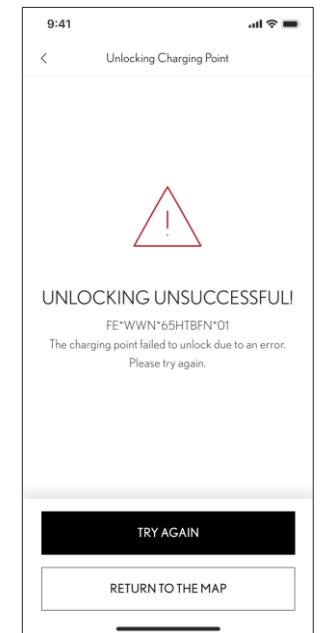 9:41
Unlocking Charging Point
UNLOCKING UNSUCCESSFUL!
FE*WWN*65HTBFN*01
The charging point failed to unlock due to an error.
Please try again.
TRY AGAIN
RETURN TO THE MAP